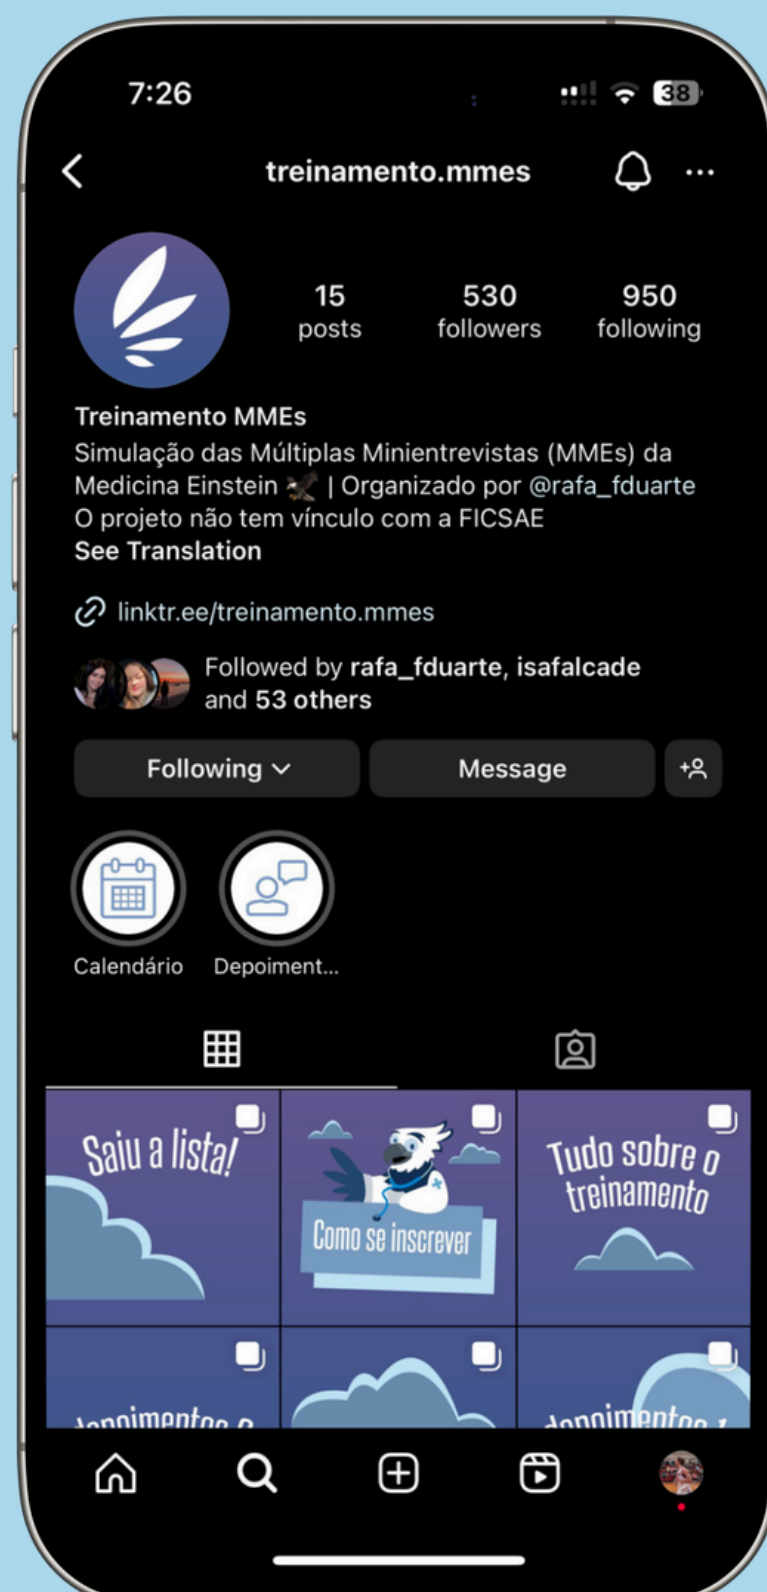 7:26
38
treinamento.mmes
15
posts
530
followers
950
following
Treinamento MMEs
Simulação das Múltiplas Minientrevistas (MMEs) da
Medicina Einstein 🦅 | Organizado por @rafa_fduarte
O projeto não tem vínculo com a FICSAE
See Translation
linktr.ee/treinamento.mmes
Followed by rafa_fduarte, isafalcade
and 53 others
Following
Message
Calendário
Depoiment...
Saiu a lista!
Como se inscrever
Tudo sobre o
treinamento